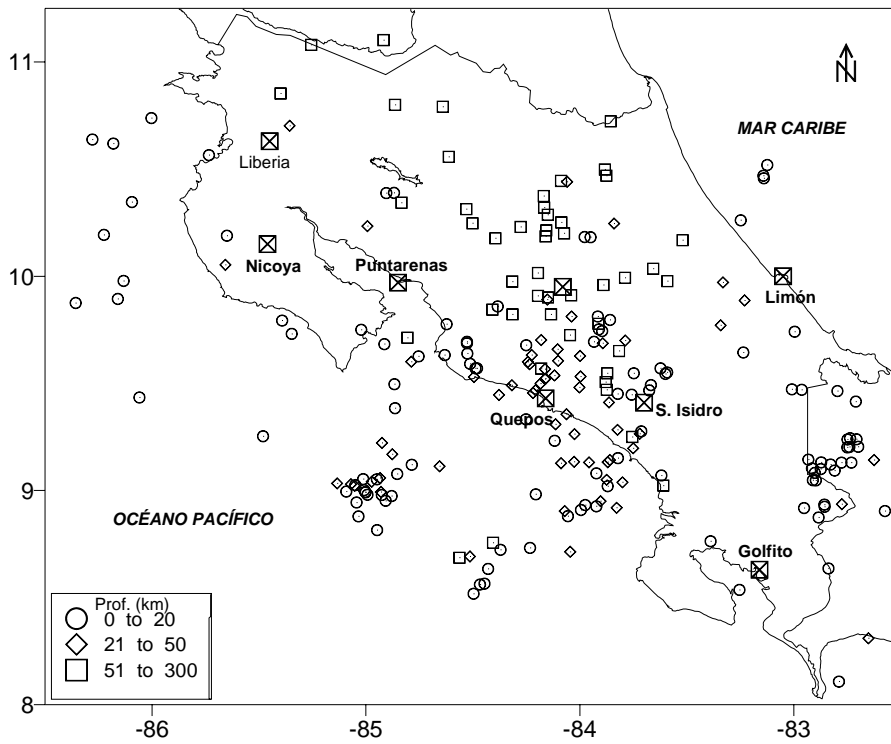 11
N
MAR CARIBE
Liberia
10
Nicoya
Puntarenas
Limón
Quepos
S. Isidro
9
OCÉANO PACÍFICO
Golfito
Prof. (km)
0 to 20
21 to 50
51 to 300
8
-86 -85 -84 -83